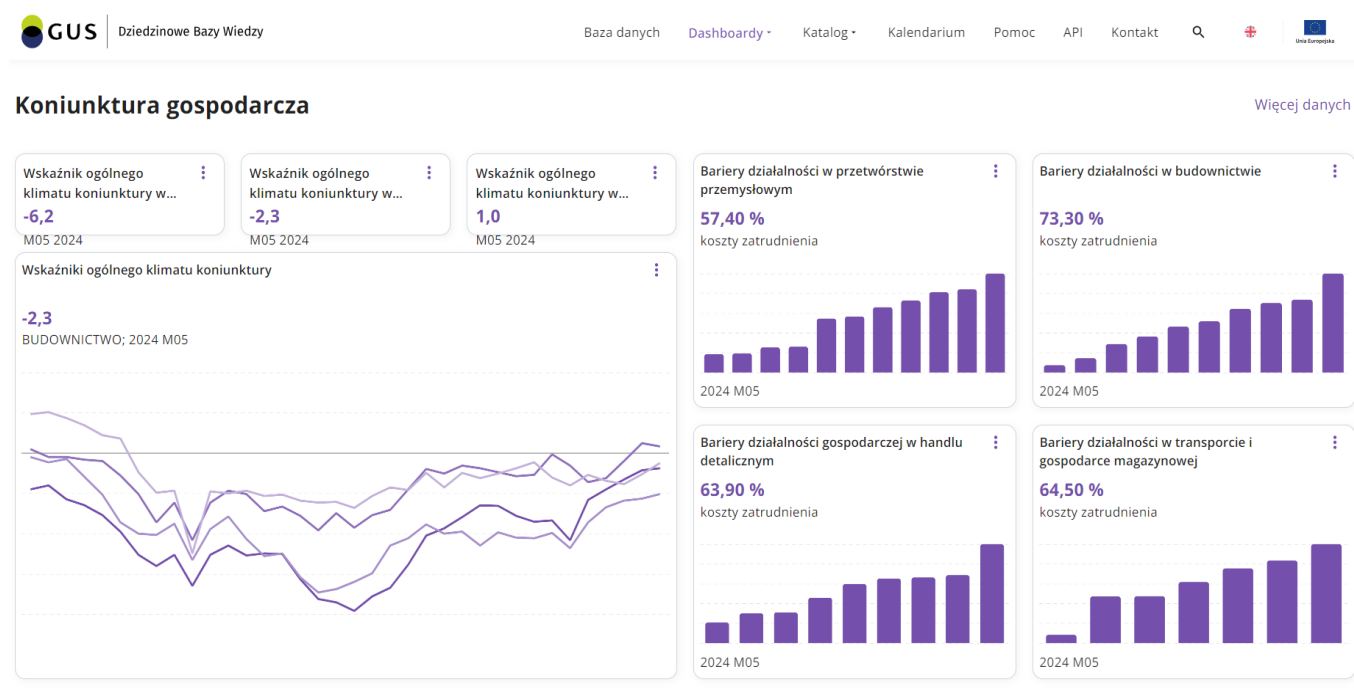 GUS
Dziedzinowe Bazy Wiedzy
Baza danych
Dashboardy
Katalog
Kalendarium
Pomoc
API
Kontakt
Unia Europejska
Koniunktura gospodarcza
Więcej danych
Wskaźnik ogólnego
klimatu koniunktury w...
-6,2
M05 2024
Wskaźnik ogólnego
klimatu koniunktury w...
-2,3
M05 2024
Wskaźnik ogólnego
klimatu koniunktury w...
1,0
M05 2024
Wskaźniki ogólnego klimatu koniunktury
-2,3
BUDOWNICTWO; 2024 M05
Bariery działalności w przetwórstwie
przemysłowym
57,40 %
koszty zatrudnienia
2024 M05
Bariery działalności w budownictwie
73,30 %
koszty zatrudnienia
2024 M05
Bariery działalności gospodarczej w handlu
detalicznym
63,90 %
koszty zatrudnienia
2024 M05
Bariery działalności w transporcie i
gospodarce magazynowej
64,50 %
koszty zatrudnienia
2024 M05